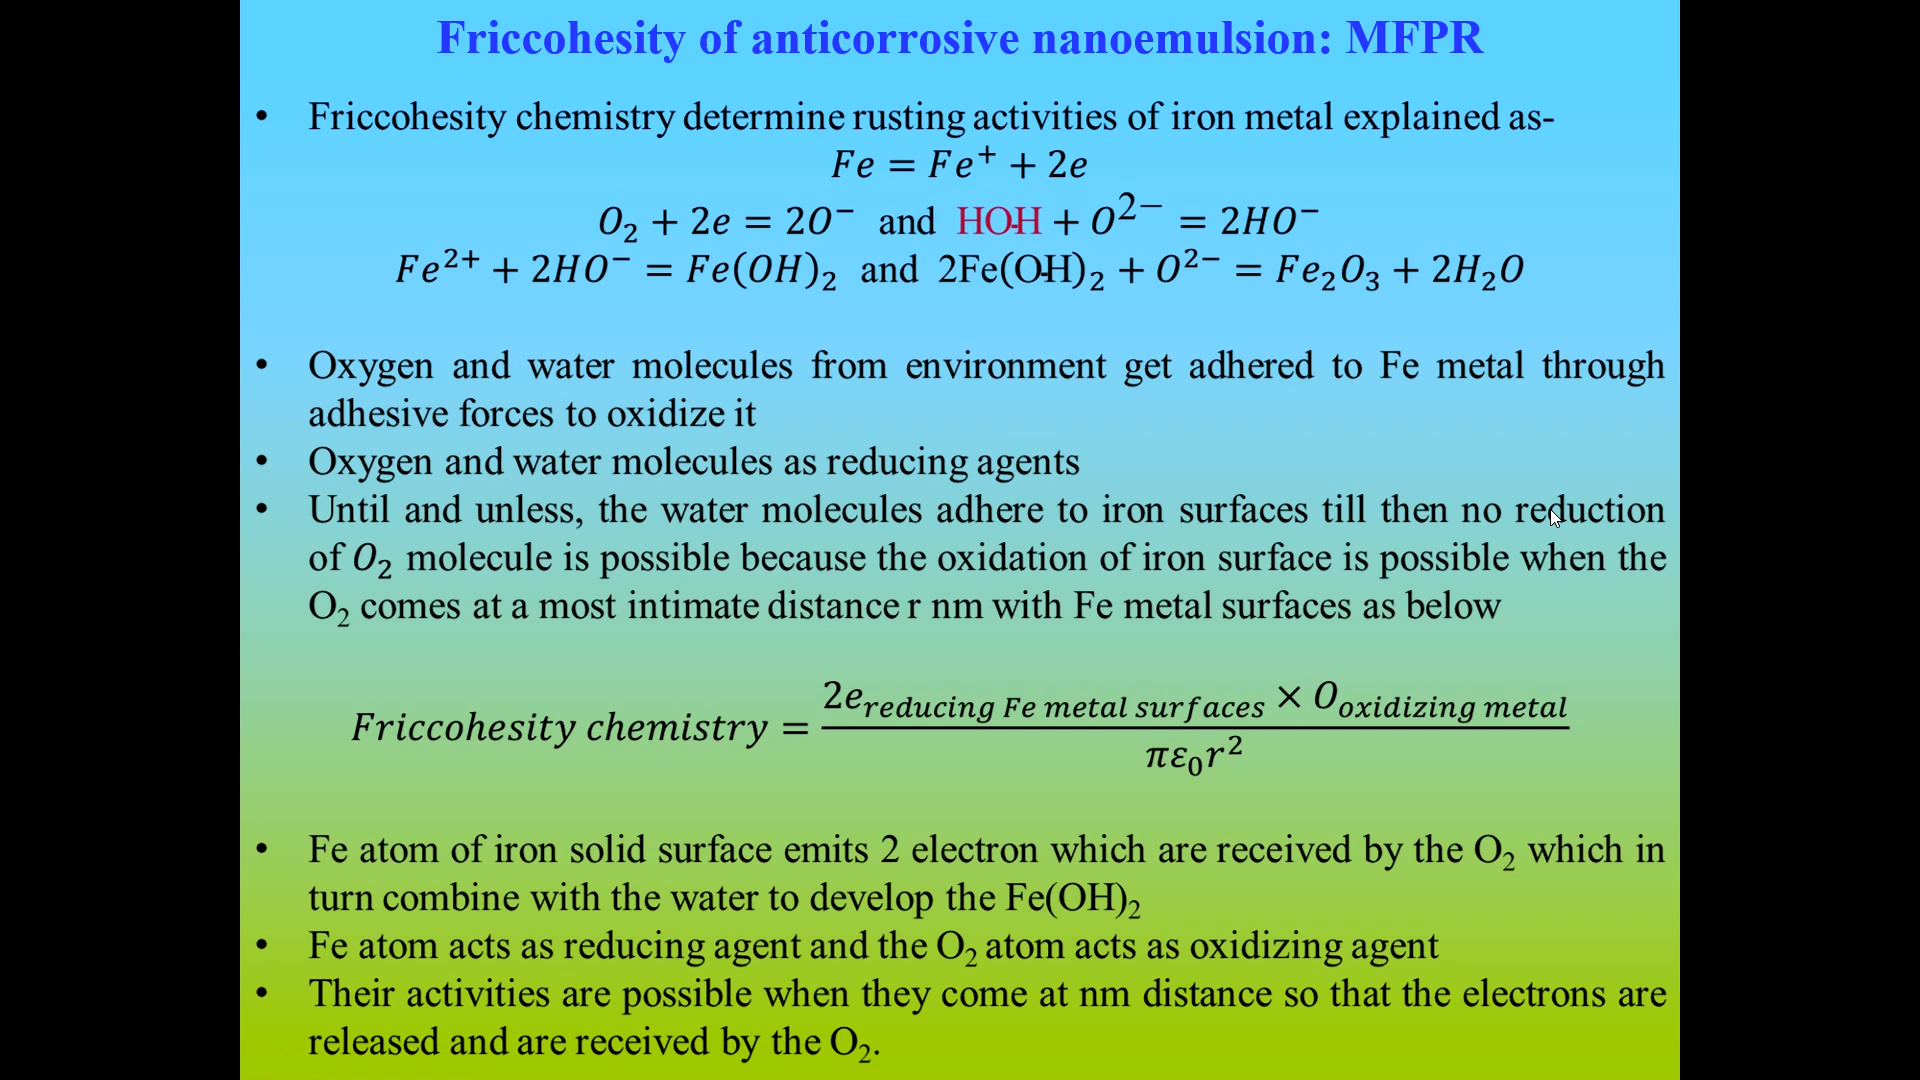 Friccohesity of anticorrosive nanoemulsion: MFPR
• Friccohesity chemistry determine rusting activities of iron metal explained as-
Fe = Fe⁺ + 2e
O₂ + 2e = 2O⁻ and HOH + O²⁻ = 2HO⁻
Fe²⁺ + 2HO⁻ = Fe(OH)₂ and 2Fe(OH)₂ + O²⁻ = Fe₂O₃ + 2H₂O
• Oxygen and water molecules from environment get adhered to Fe metal through
adhesive forces to oxidize it
• Oxygen and water molecules as reducing agents
• Until and unless, the water molecules adhere to iron surfaces till then no reduction
of O₂ molecule is possible because the oxidation of iron surface is possible when the
O₂ comes at a most intimate distance r nm with Fe metal surfaces as below
Friccohesity chemistry = 2e reducing Fe metal surfaces × O oxidizing metal
πε₀r²
• Fe atom of iron solid surface emits 2 electron which are received by the O₂ which in
turn combine with the water to develop the Fe(OH)₂
• Fe atom acts as reducing agent and the O₂ atom acts as oxidizing agent
• Their activities are possible when they come at nm distance so that the electrons are
released and are received by the O₂.